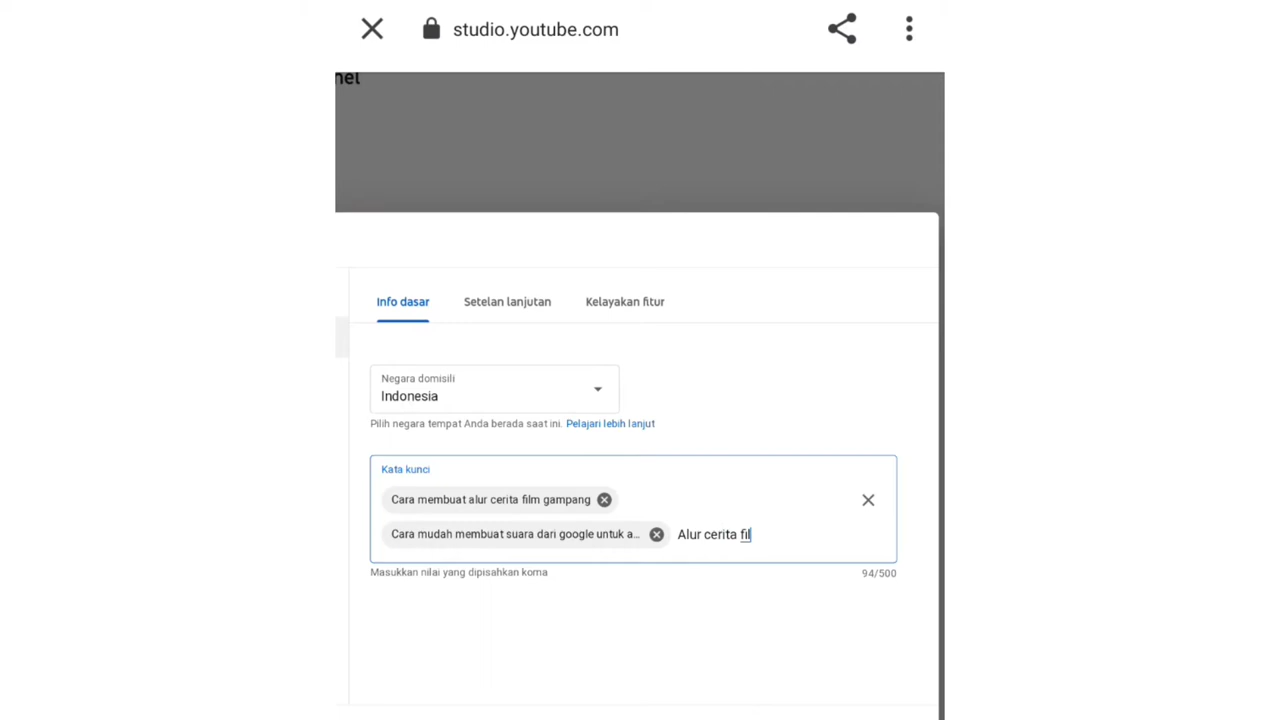 studio.youtube.com
nel
Info dasar Setelan lanjutan Kelayakan fitur
Negara domisili
Indonesia
Pilih negara tempat Anda berada saat ini. Pelajari lebih lanjut
Kata kunci
Cara membuat alur cerita film gampang
Cara mudah membuat suara dari google untuk a... Alur cerita fil
Masukkan nilai yang dipisahkan koma 94/500